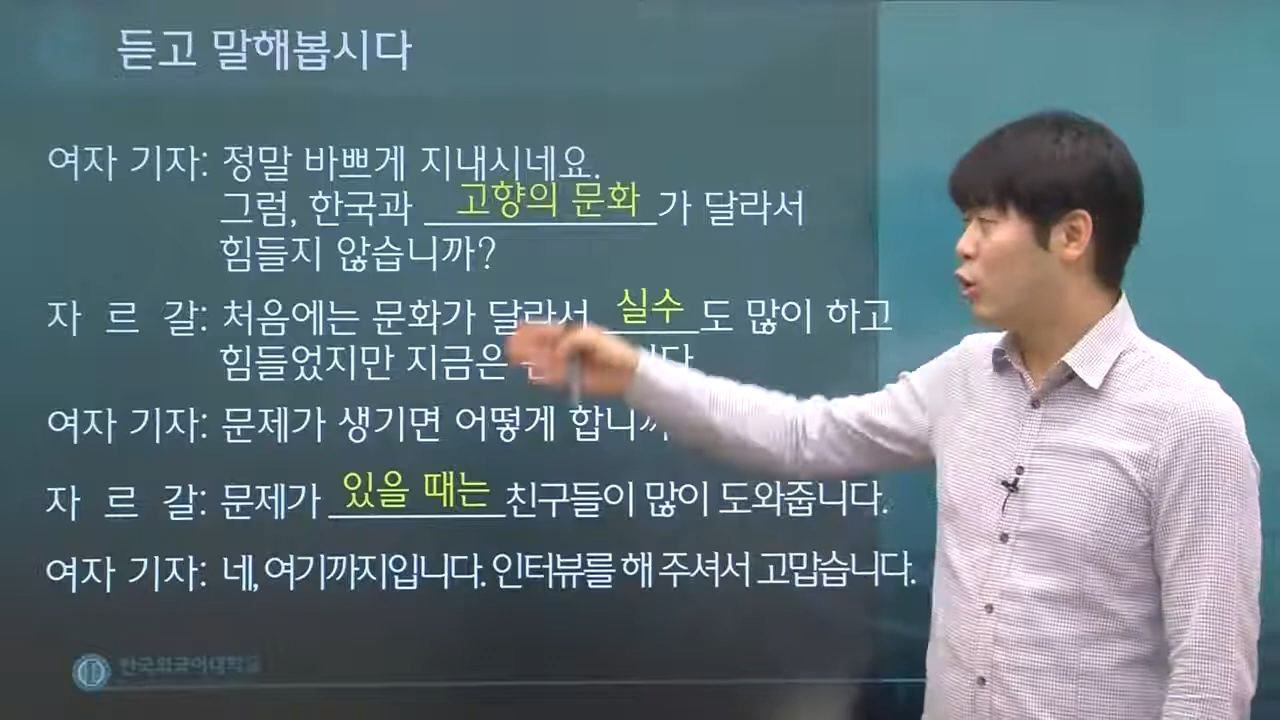 듣고 말해봅시다
여자 기자: 정말 바쁘게 지내시네요.
그럼, 한국과 고향의 문화가 달라서
힘들지 않습니까?
자 르 갈: 처음에는 문화가 달라서 실수도 많이 하고
힘들었지만 지금은
여자 기자: 문제가 생기면 어떻게 합니까
자 르 갈: 문제가 있을 때는 친구들이 많이 도와줍니다.
여자 기자: 네, 여기까지입니다. 인터뷰를 해 주셔서 고맙습니다.
한국외국어대학교